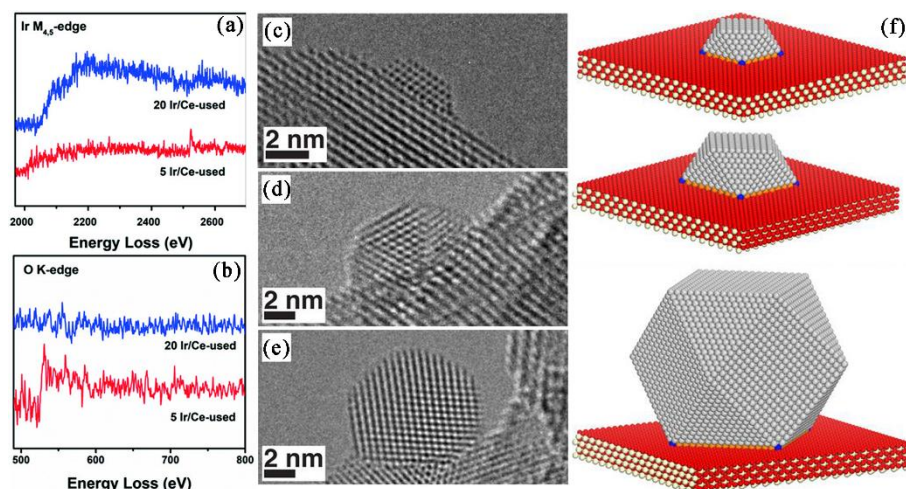 (a)
Ir M4,5-edge
20 Ir/Ce-used
5 Ir/Ce-used
2000 2200 2400 2600
Energy Loss (eV)
(b)
O K-edge
20 Ir/Ce-used
5 Ir/Ce-used
500 600 700 800
Energy Loss (eV)
(c)
2 nm
(d)
2 nm
(e)
2 nm
(f)